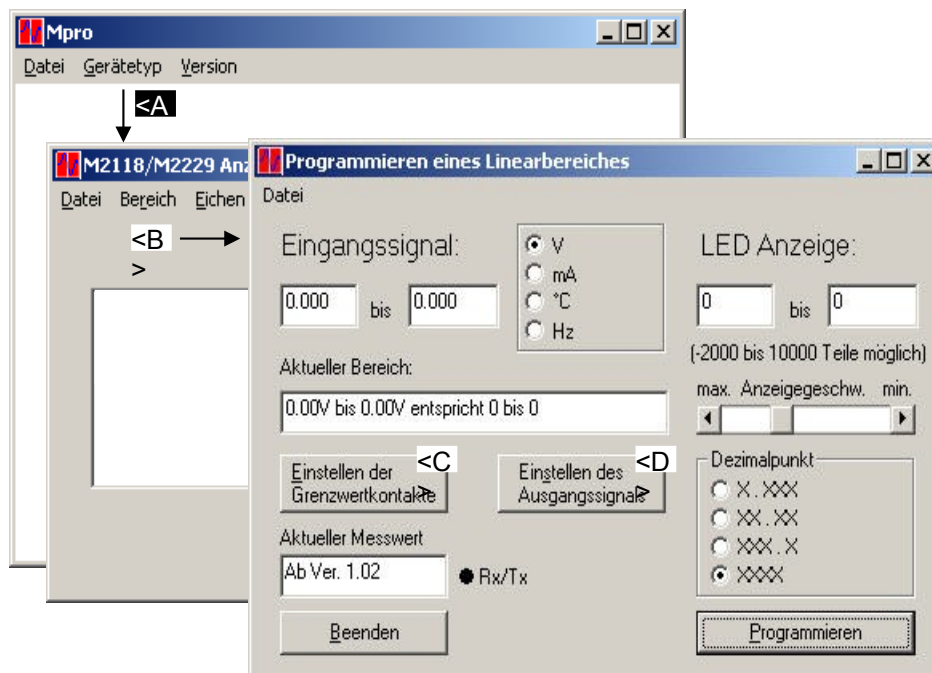 Mpro
Datei Gerätetyp Version
<A
M2118/M2229 Anz
Datei Bereich Eichen
<B
>
Programmieren eines Linearbereiches
Datei
Eingangssignal:
0.000 bis 0.000
V
mA
°C
Hz
LED Anzeige:
0 bis 0
(-2000 bis 10000 Teile möglich)
max. Anzeigegeschw. min.
Aktueller Bereich:
0.00V bis 0.00V entspricht 0 bis 0
Einstellen der
Grenzwertkontakte
<C
>
Einstellen des
Ausgangssignals
<D
>
Dezimalpunkt
X.XXX
XX.XX
XXX.X
XXXX
Aktueller Messwert
Ab Ver. 1.02
Rx/Tx
Beenden
Programmieren